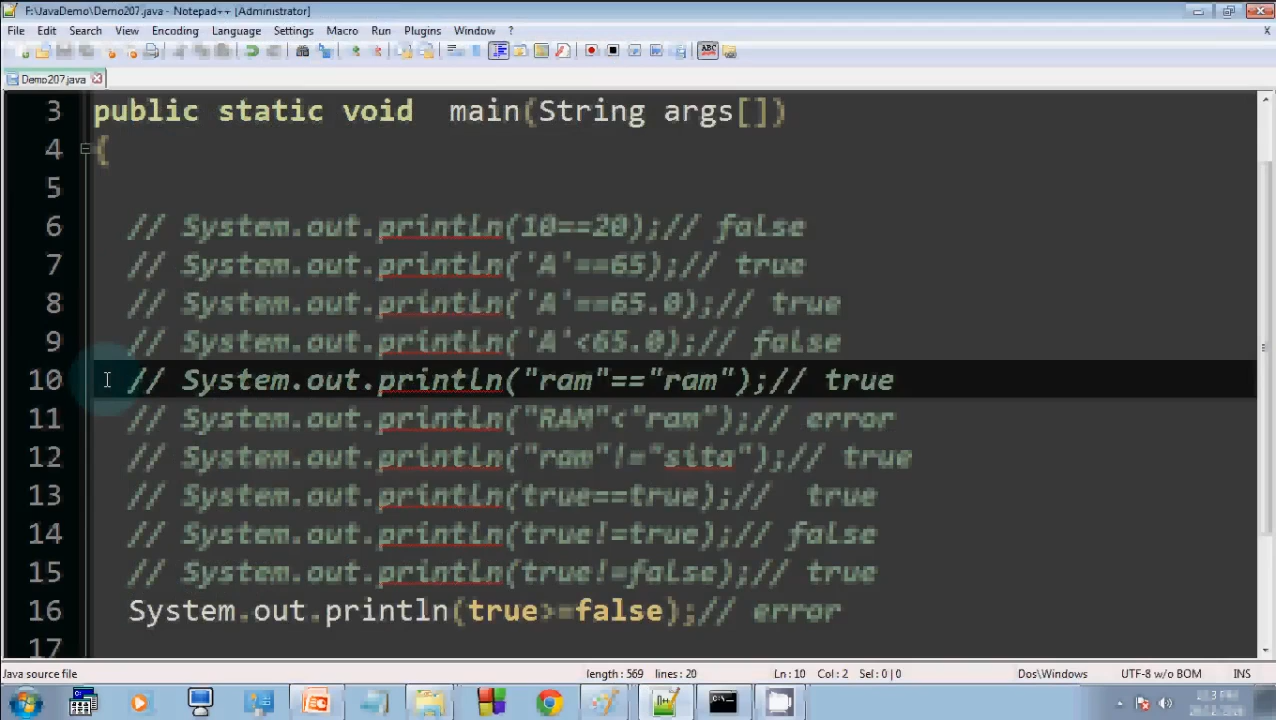 F:\JavaDemo\Demo207.java - Notepad++ [Administrator]
File Edit Search View Encoding Language Settings Macro Run Plugins Window ? X
ABC
Demo207.java
3 public static void  main(String args[])
4 {
5
6 // System.out.println(10==20);// false
7 // System.out.println('A'==65);// true
8 // System.out.println('A'==65.0);// true
9 // System.out.println('A'<65.0);// false
10 // System.out.println("ram"=="ram");// true
11 // System.out.println("RAM"<"ram");// error
12 // System.out.println("ram"!="sita");// true
13 // System.out.println(true==true);//  true
14 // System.out.println(true!=true);// false
15 // System.out.println(true!=false);// true
16 System.out.println(true>=false);// error
17
Java source file length : 569 lines : 20 Ln : 10 Col : 2 Sel : 0 | 0 Dos\Windows UTF-8 w/o BOM INS